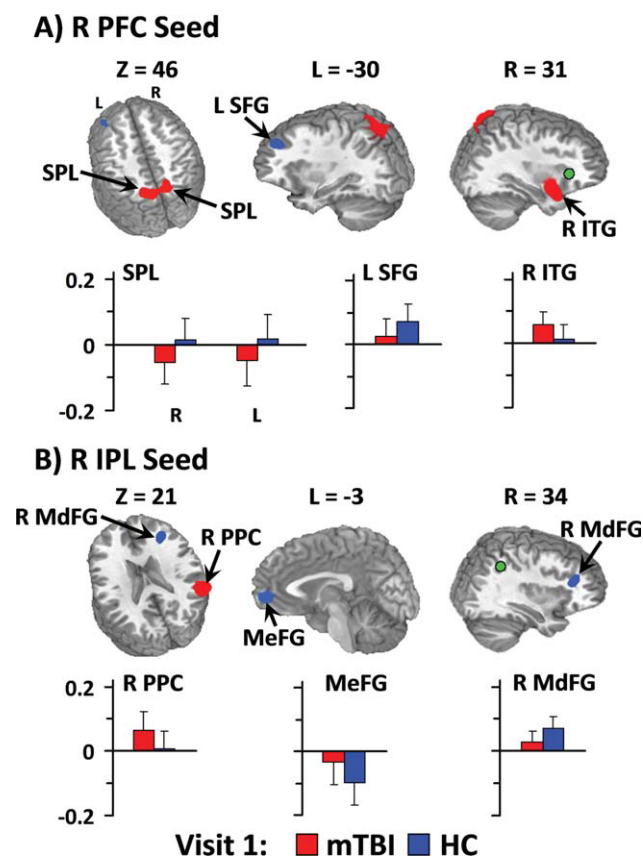 A) R PFC Seed
Z = 46
L = -30
R = 31
L
R
L SFG
SPL
SPL
R ITG
SPL
L SFG
R ITG
0.2
0
-0.2
R
L
B) R IPL Seed
Z = 21
L = -3
R = 34
R MdFG
R PPC
R MdFG
MeFG
R PPC
MeFG
R MdFG
0.2
0
-0.2
Visit 1: mTBI HC